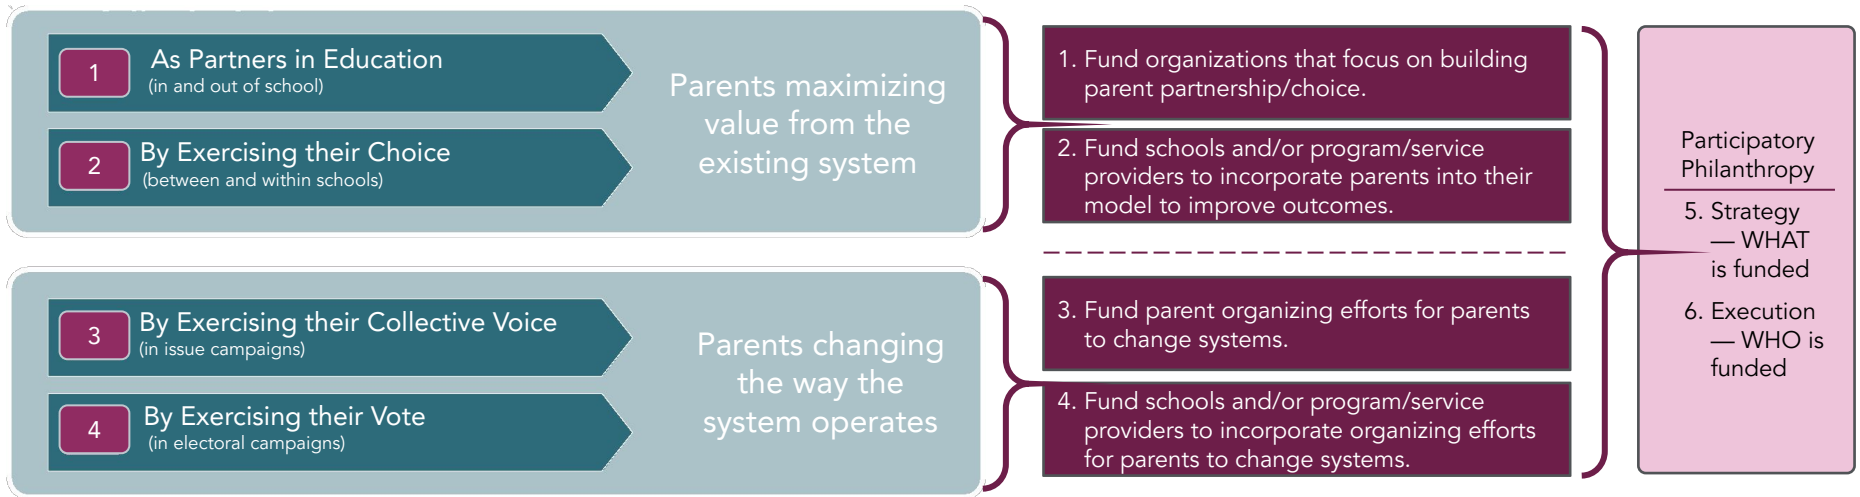 1
As Partners in Education
(in and out of school)
2
By Exercising their Choice
(between and within schools)
Parents maximizing
value from the
existing system
1. Fund organizations that focus on building
parent partnership/choice.
2. Fund schools and/or program/service
providers to incorporate parents into their
model to improve outcomes.
3
By Exercising their Collective Voice
(in issue campaigns)
4
By Exercising their Vote
(in electoral campaigns)
Parents changing
the way the
system operates
3. Fund parent organizing efforts for parents
to change systems.
4. Fund schools and/or program/service
providers to incorporate organizing efforts
for parents to change systems.
Participatory
Philanthropy
5. Strategy
— WHAT
is funded
6. Execution
— WHO is
funded